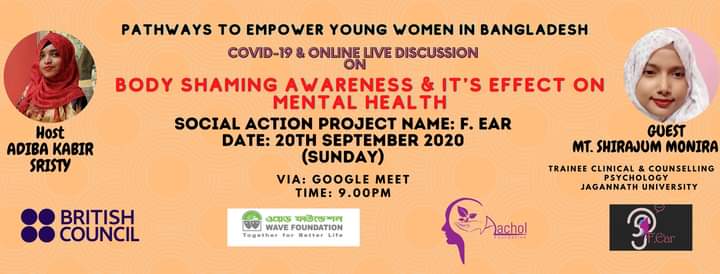 PATHWAYS TO EMPOWER YOUNG WOMEN IN BANGLADESH
COVID-19 & ONLINE LIVE DISCUSSION
ON
BODY SHAMING AWARENESS & IT'S EFFECT ON
MENTAL HEALTH
SOCIAL ACTION PROJECT NAME: F. EAR
DATE: 20TH SEPTEMBER 2020
(SUNDAY)
VIA: GOOGLE MEET
TIME: 9.00PM
Host
ADIBA KABIR
SRISTY
GUEST
MT. SHIRAJUM MONIRA
TRAINEE CLINICAL & COUNSELLING
PSYCHOLOGY
JAGANNATH UNIVERSITY
BRITISH
COUNCIL
ওয়েভ ফাউন্ডেশন
WAVE FOUNDATION
Together for Better Life
Aachol
Foundation
F.Ear